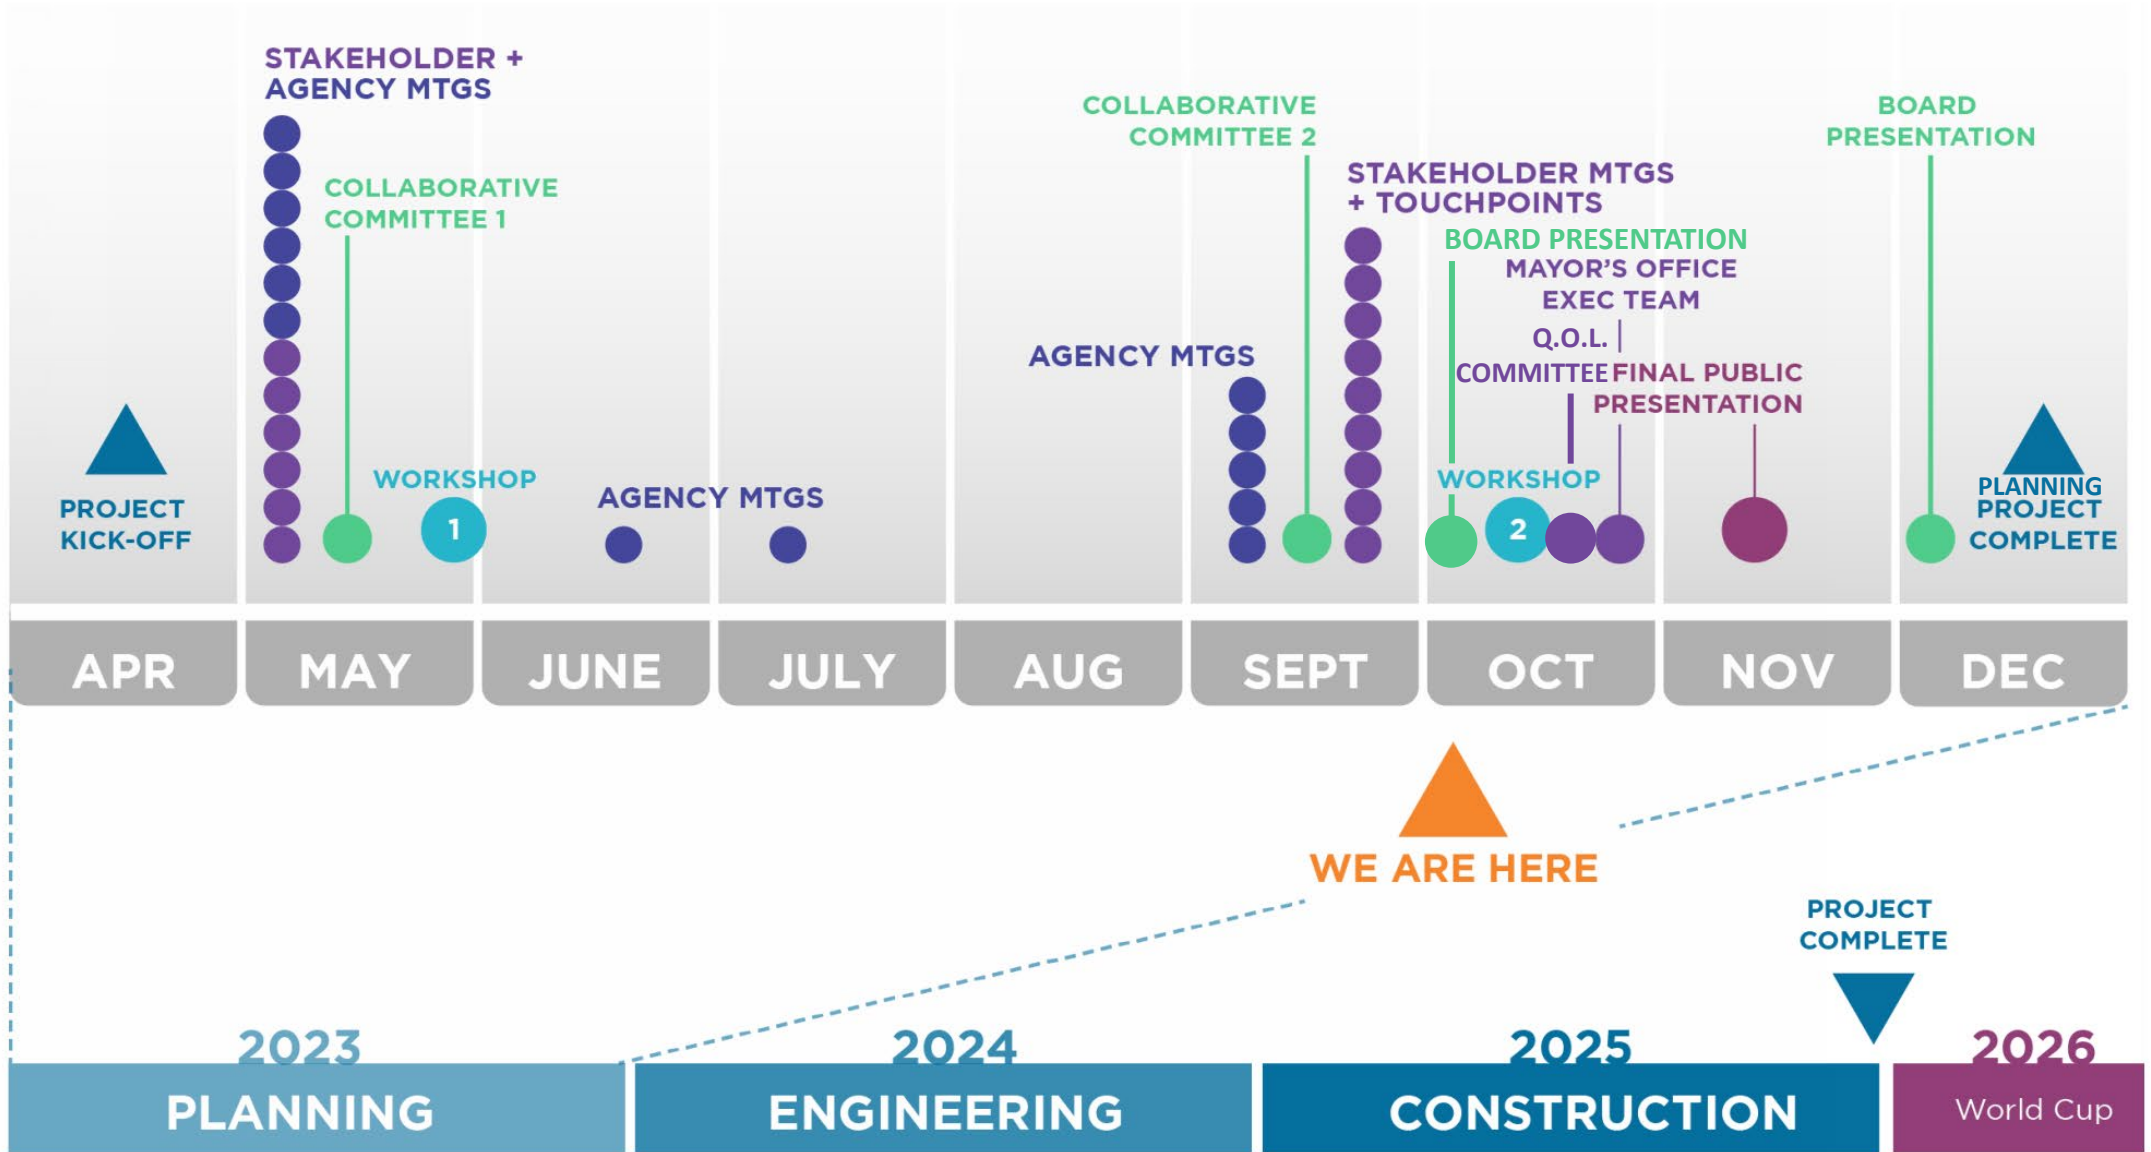 STAKEHOLDER +
AGENCY MTGS
COLLABORATIVE
COMMITTEE 1
PROJECT
KICK-OFF
WORKSHOP
1
AGENCY MTGS
AGENCY MTGS
COLLABORATIVE
COMMITTEE 2
STAKEHOLDER MTGS
+ TOUCHPOINTS
BOARD PRESENTATION
MAYOR'S OFFICE
EXEC TEAM
Q.O.L.
COMMITTEE
FINAL PUBLIC
PRESENTATION
WORKSHOP
2
BOARD
PRESENTATION
PLANNING
PROJECT
COMPLETE
APR
MAY
JUNE
JULY
AUG
SEPT
OCT
NOV
DEC
WE ARE HERE
PROJECT
COMPLETE
2023
PLANNING
2024
ENGINEERING
2025
CONSTRUCTION
2026
World Cup